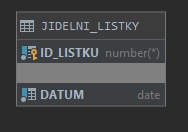 JIDELNI_LISTKY
ID_LISTKU number(*)
DATUM date